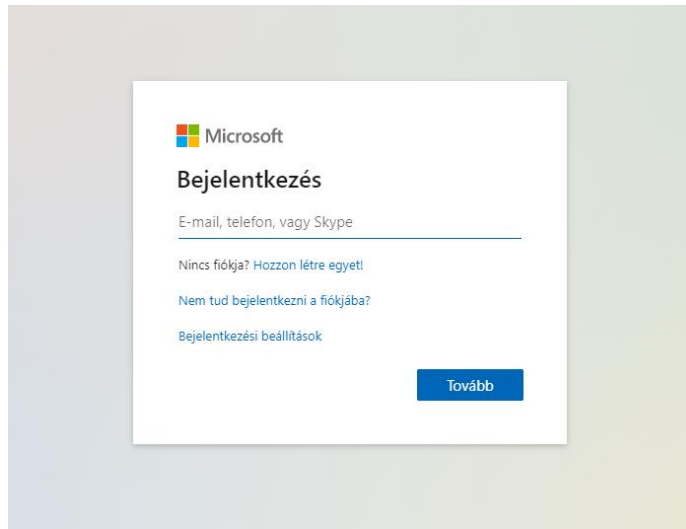 Microsoft
Bejelentkezés
E-mail, telefon, vagy Skype
Nincs fiókja? Hozzon létre egyet!
Nem tud bejelentkezni a fiókjába?
Bejelentkezési beállítások
Tovább